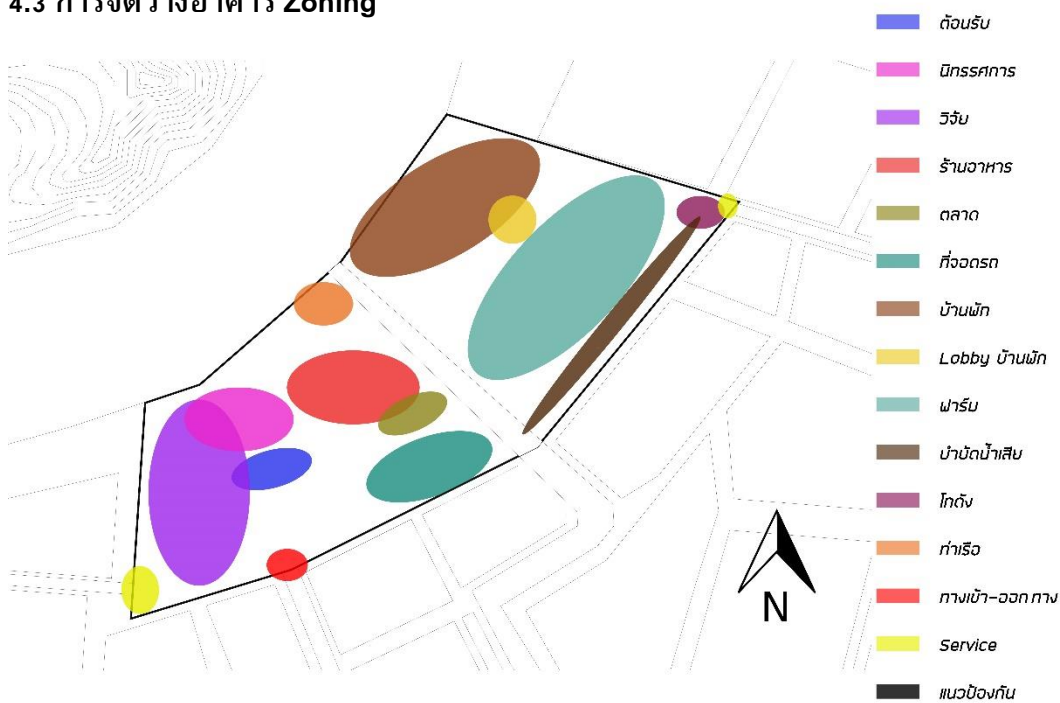 4.3 การจัดวางอาคาร Zoning
ต้อนรับ
นิทรรศการ
วิจัย
ร้านอาหาร
ตลาด
ที่จอดรถ
บ้านพัก
Lobby บ้านพัก
ฟาร์ม
บำบัดน้ำเสีย
โกดัง
ท่าเรือ
ทางเข้า-ออก ทาง
Service
แนวป้องกัน
N